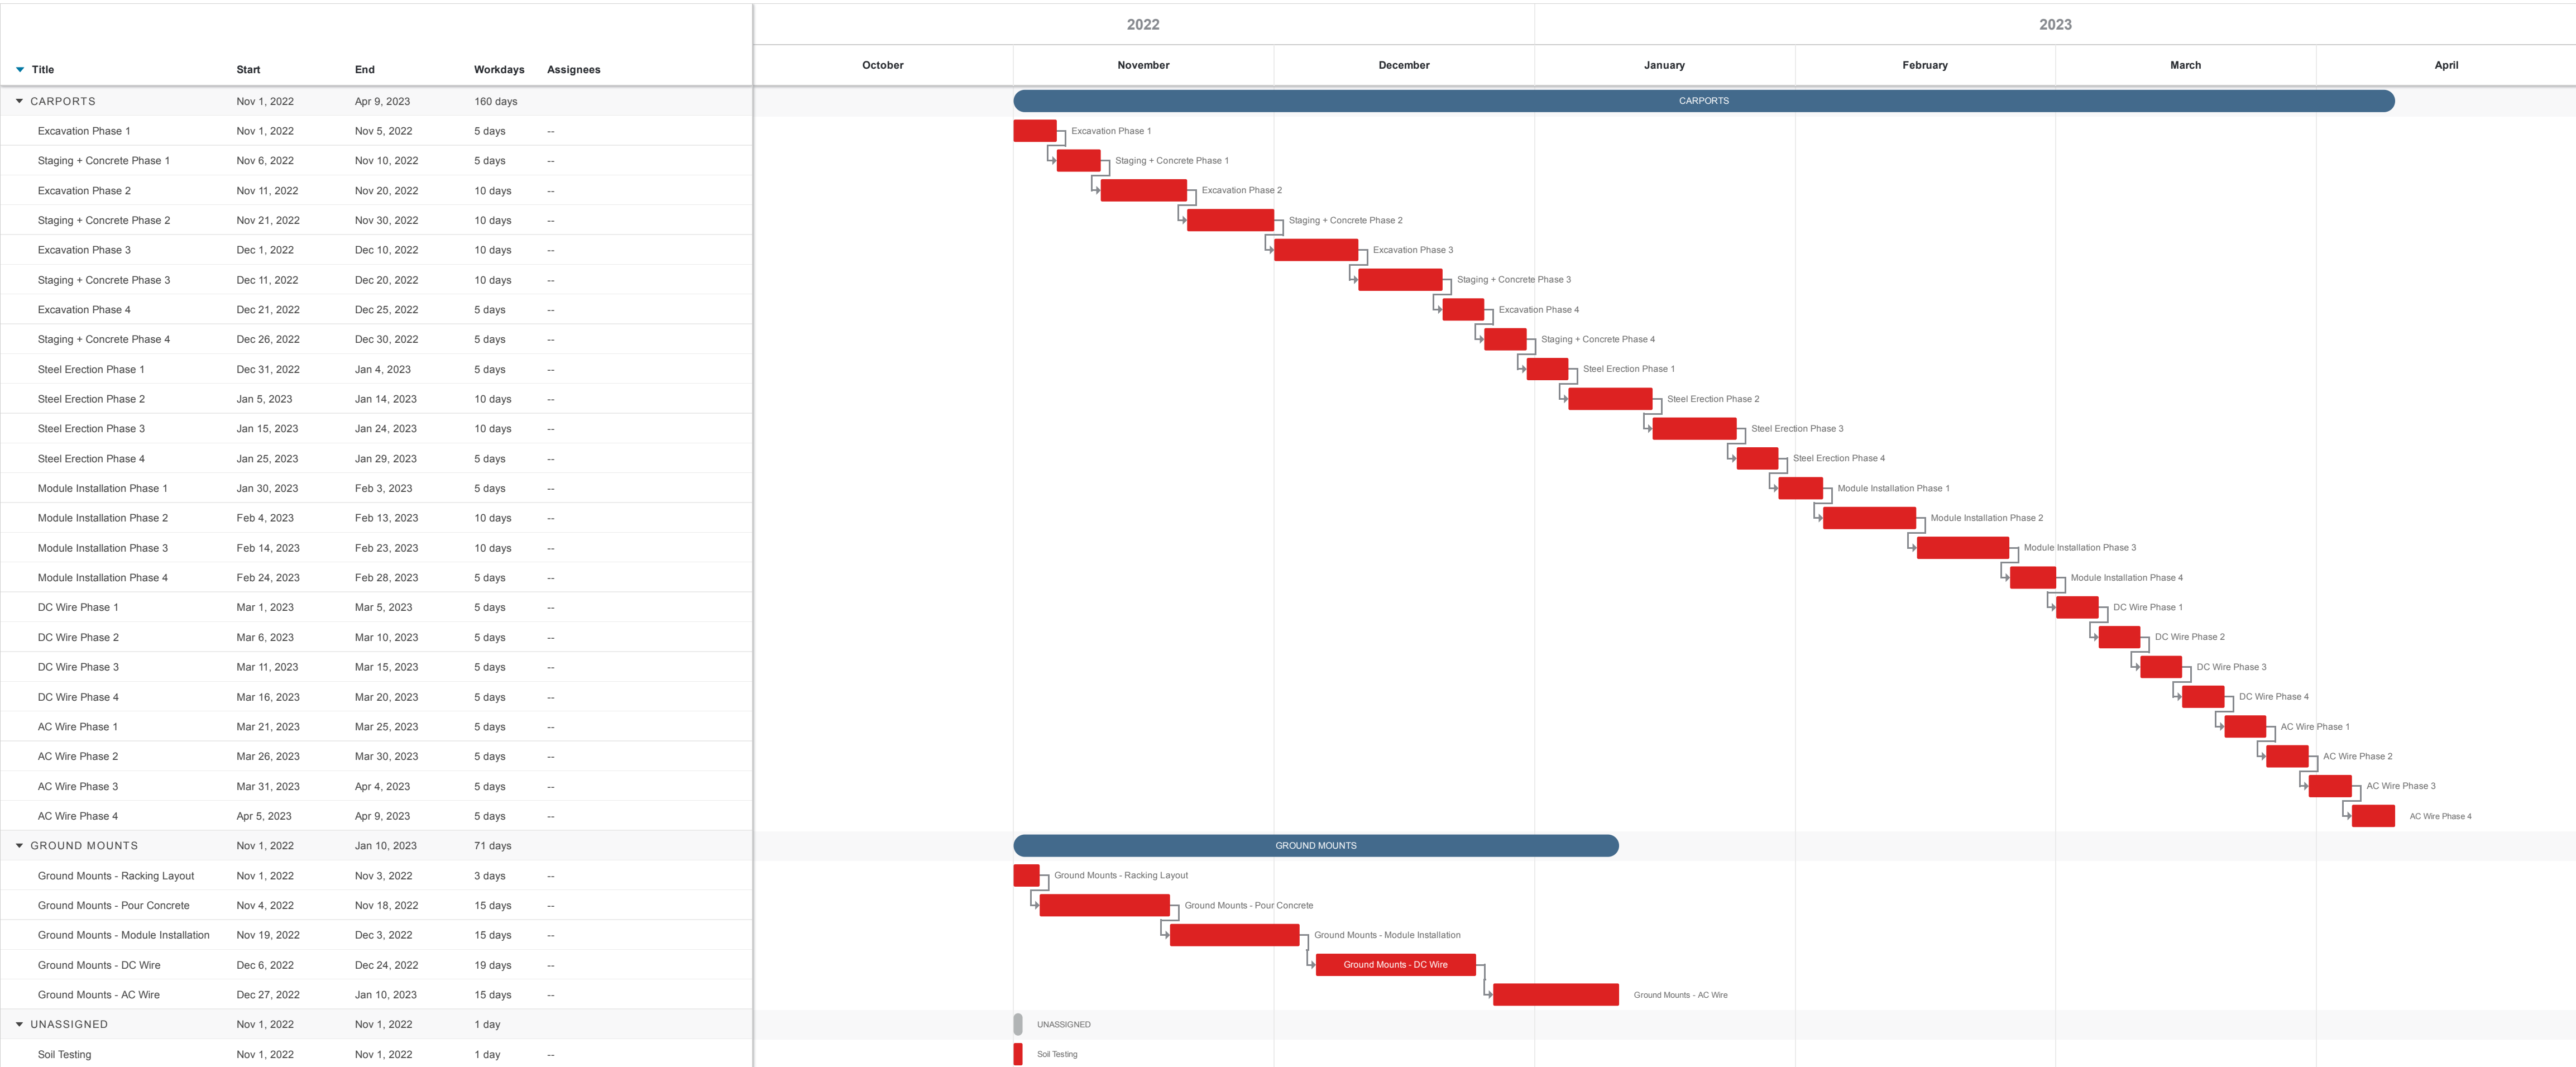 2022 2023
Title Start End Workdays Assignees October November December January February March April
CARPORTS Nov 1, 2022 Apr 9, 2023 160 days CARPORTS
Excavation Phase 1 Nov 1, 2022 Nov 5, 2022 5 days -- Excavation Phase 1
Staging + Concrete Phase 1 Nov 6, 2022 Nov 10, 2022 5 days -- Staging + Concrete Phase 1
Excavation Phase 2 Nov 11, 2022 Nov 20, 2022 10 days -- Excavation Phase 2
Staging + Concrete Phase 2 Nov 21, 2022 Nov 30, 2022 10 days -- Staging + Concrete Phase 2
Excavation Phase 3 Dec 1, 2022 Dec 10, 2022 10 days -- Excavation Phase 3
Staging + Concrete Phase 3 Dec 11, 2022 Dec 20, 2022 10 days -- Staging + Concrete Phase 3
Excavation Phase 4 Dec 21, 2022 Dec 25, 2022 5 days -- Excavation Phase 4
Staging + Concrete Phase 4 Dec 26, 2022 Dec 30, 2022 5 days -- Staging + Concrete Phase 4
Steel Erection Phase 1 Dec 31, 2022 Jan 4, 2023 5 days -- Steel Erection Phase 1
Steel Erection Phase 2 Jan 5, 2023 Jan 14, 2023 10 days -- Steel Erection Phase 2
Steel Erection Phase 3 Jan 15, 2023 Jan 24, 2023 10 days -- Steel Erection Phase 3
Steel Erection Phase 4 Jan 25, 2023 Jan 29, 2023 5 days -- Steel Erection Phase 4
Module Installation Phase 1 Jan 30, 2023 Feb 3, 2023 5 days -- Module Installation Phase 1
Module Installation Phase 2 Feb 4, 2023 Feb 13, 2023 10 days -- Module Installation Phase 2
Module Installation Phase 3 Feb 14, 2023 Feb 23, 2023 10 days -- Module Installation Phase 3
Module Installation Phase 4 Feb 24, 2023 Feb 28, 2023 5 days -- Module Installation Phase 4
DC Wire Phase 1 Mar 1, 2023 Mar 5, 2023 5 days -- DC Wire Phase 1
DC Wire Phase 2 Mar 6, 2023 Mar 10, 2023 5 days -- DC Wire Phase 2
DC Wire Phase 3 Mar 11, 2023 Mar 15, 2023 5 days -- DC Wire Phase 3
DC Wire Phase 4 Mar 16, 2023 Mar 20, 2023 5 days -- DC Wire Phase 4
AC Wire Phase 1 Mar 21, 2023 Mar 25, 2023 5 days -- AC Wire Phase 1
AC Wire Phase 2 Mar 26, 2023 Mar 30, 2023 5 days -- AC Wire Phase 2
AC Wire Phase 3 Mar 31, 2023 Apr 4, 2023 5 days -- AC Wire Phase 3
AC Wire Phase 4 Apr 5, 2023 Apr 9, 2023 5 days -- AC Wire Phase 4
GROUND MOUNTS Nov 1, 2022 Jan 10, 2023 71 days GROUND MOUNTS
Ground Mounts - Racking Layout Nov 1, 2022 Nov 3, 2022 3 days -- Ground Mounts - Racking Layout
Ground Mounts - Pour Concrete Nov 4, 2022 Nov 18, 2022 15 days -- Ground Mounts - Pour Concrete
Ground Mounts - Module Installation Nov 19, 2022 Dec 3, 2022 15 days -- Ground Mounts - Module Installation
Ground Mounts - DC Wire Dec 6, 2022 Dec 24, 2022 19 days -- Ground Mounts - DC Wire
Ground Mounts - AC Wire Dec 27, 2022 Jan 10, 2023 15 days -- Ground Mounts - AC Wire
UNASSIGNED Nov 1, 2022 Nov 1, 2022 1 day UNASSIGNED
Soil Testing Nov 1, 2022 Nov 1, 2022 1 day -- Soil Testing